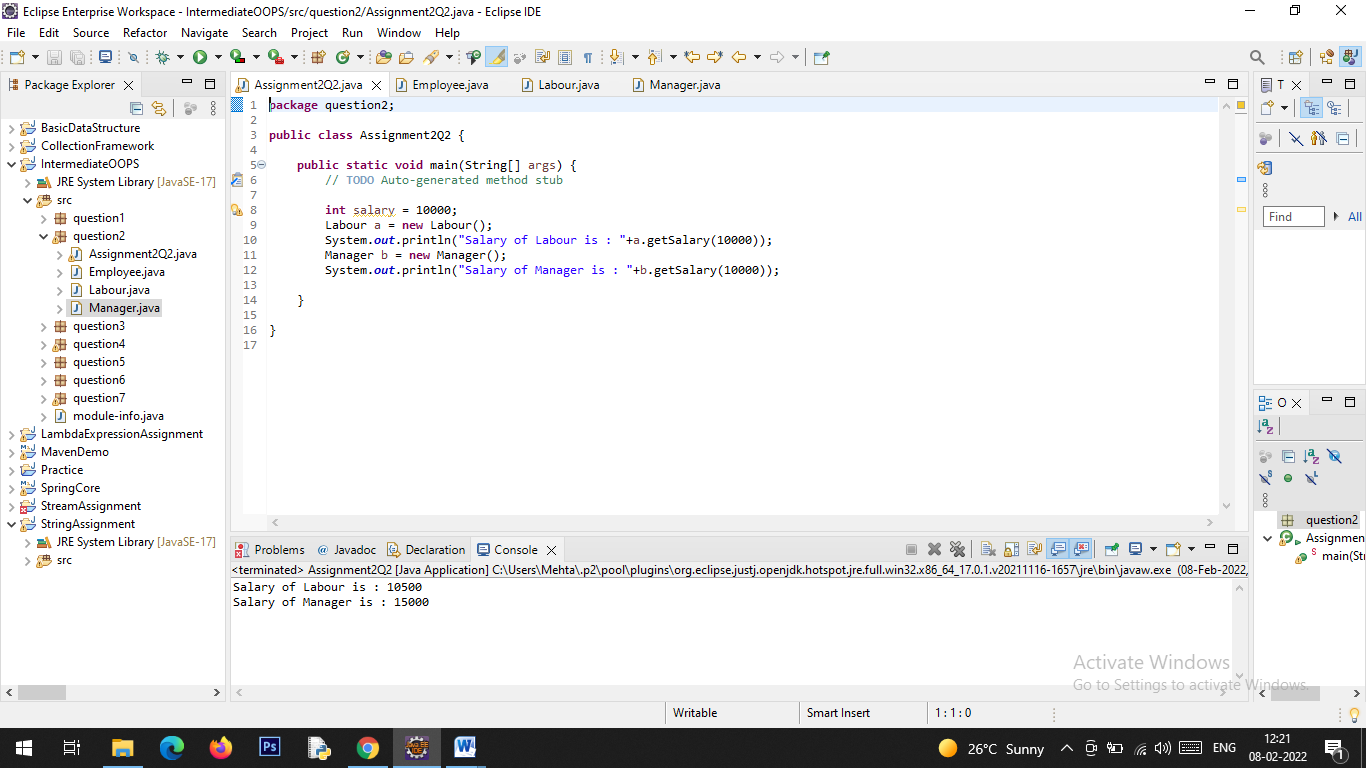 Eclipse Enterprise Workspace - IntermediateOOPS/src/question2/Assignment2Q2.java - Eclipse IDE
File Edit Source Refactor Navigate Search Project Run Window Help
Package Explorer
BasicDataStructure
CollectionFramework
IntermediateOOPS
JRE System Library [JavaSE-17]
src
question1
question2
Assignment2Q2.java
Employee.java
Labour.java
Manager.java
question3
question4
question5
question6
question7
module-info.java
LambdaExpressionAssignment
MavenDemo
Practice
SpringCore
StreamAssignment
StringAssignment
JRE System Library [JavaSE-17]
src
Assignment2Q2.java Employee.java Labour.java Manager.java
1 package question2;
2
3 public class Assignment2Q2 {
4
5 public static void main(String[] args) {
6 // TODO Auto-generated method stub
7
8 int salary = 10000;
9 Labour a = new Labour();
10 System.out.println("Salary of Labour is : "+a.getSalary(10000));
11 Manager b = new Manager();
12 System.out.println("Salary of Manager is : "+b.getSalary(10000));
13
14 }
15
16 }
17
T
Find All
O
question2
Assignmen
main(Stri
Problems @ Javadoc Declaration Console
<terminated> Assignment2Q2 [Java Application] C:\Users\Mehta\.p2\pool\plugins\org.eclipse.justj.openjdk.hotspot.jre.full.win32.x86_64_17.0.1.v20211116-1657\jre\bin\javaw.exe (08-Feb-2022,
Salary of Labour is : 10500
Salary of Manager is : 15000
Activate Windows
Go to Settings to activate Windows.
Writable Smart Insert 1 : 1 : 0
Ps W 26°C Sunny ENG 12:21
08-02-2022
1